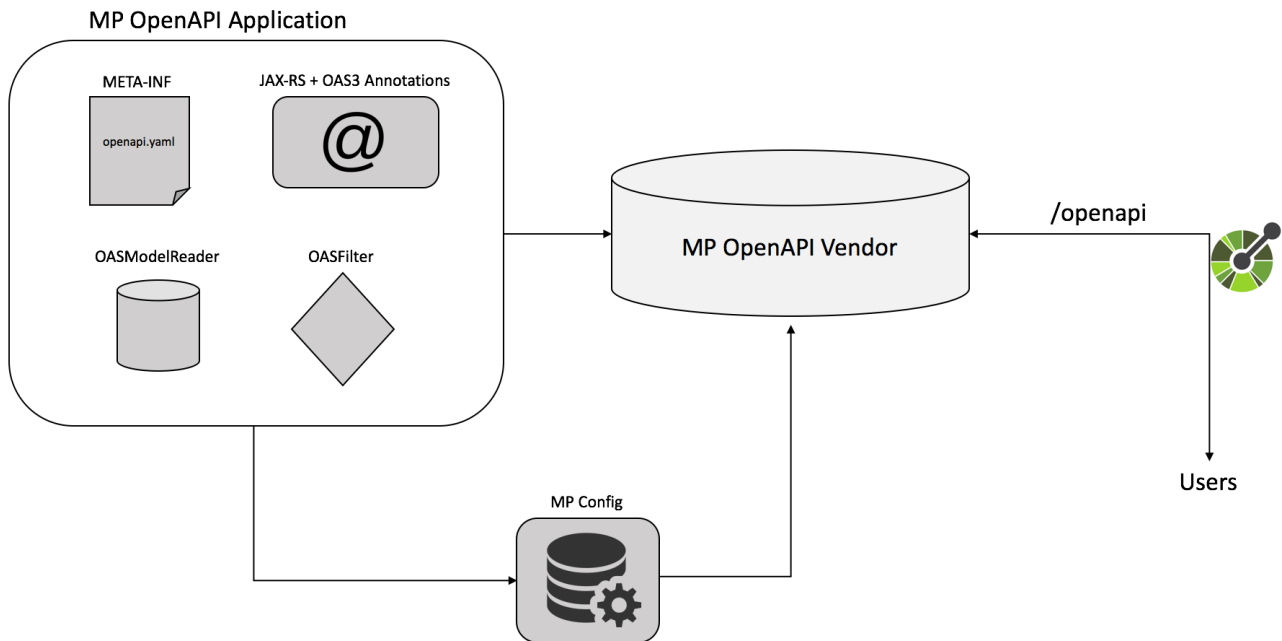 MP OpenAPI Application
META-INF
JAX-RS + OAS3 Annotations
openapi.yaml
@
OASModelReader
OASFilter
MP OpenAPI Vendor
/openapi
Users
MP Config